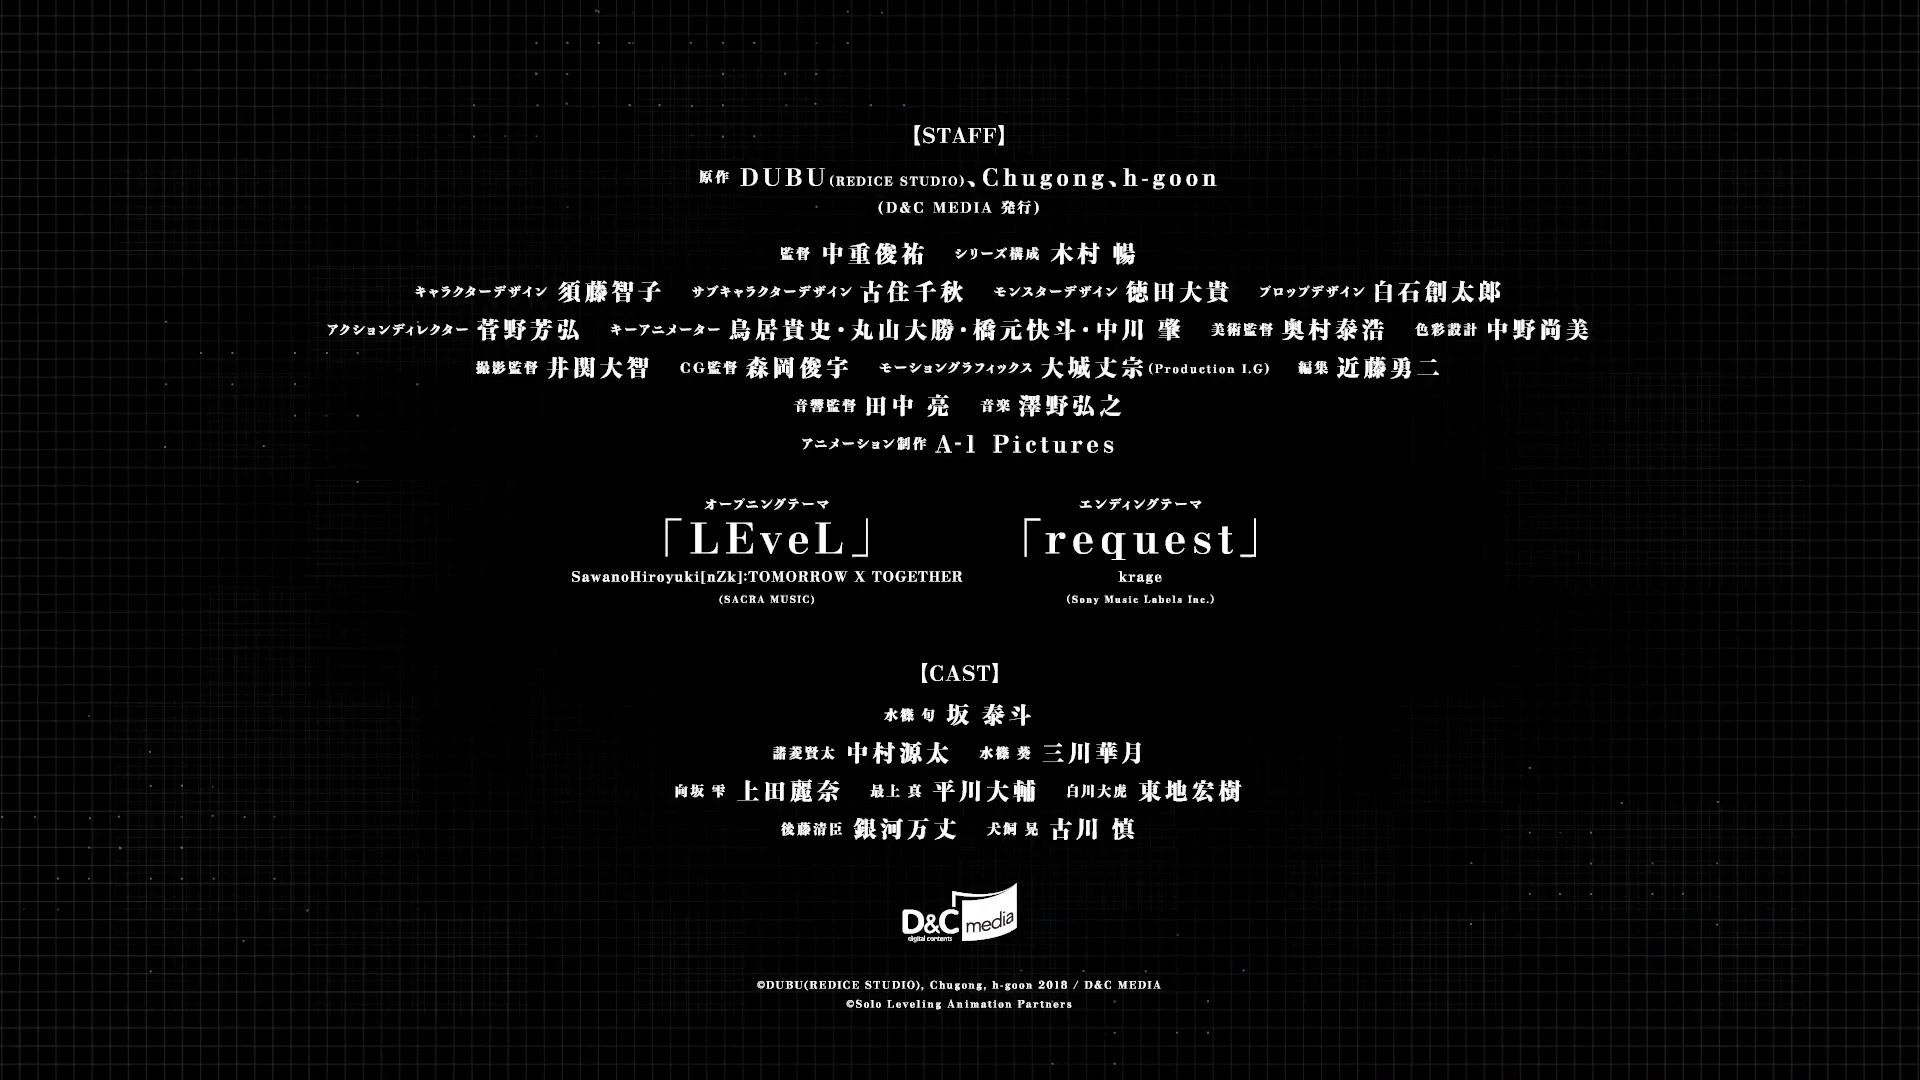 【STAFF】
原作 DUBU(REDICE STUDIO)、Chugong、h-goon
(D&C MEDIA 発行)
監督 中重俊祐 シリーズ構成 木村 暢
キャラクターデザイン 須藤智子 サブキャラクターデザイン 古住千秋 モンスターデザイン 徳田大貴 プロップデザイン 白石創太郎
アクションディレクター 菅野芳弘 キーアニメーター 鳥居貴史・丸山大勝・橋元快斗・中川 肇 美術監督 奥村泰浩 色彩設計 中野尚美
撮影監督 井関大智 CG監督 森岡俊宇 モーショングラフィックス 大城丈宗(Production I.G) 編集 近藤勇二
音響監督 田中 亮 音楽 澤野弘之
アニメーション制作 A-1 Pictures
オープニングテーマ
「LEveL」
SawanoHiroyuki[nZk]:TOMORROW X TOGETHER
(SACRA MUSIC)
エンディングテーマ
「request」
krage
(Sony Music Labels Inc.)
【CAST】
水篠 旬 坂 泰斗
諸菱賢太 中村源太 水篠 葵 三川華月
向坂 雫 上田麗奈 最上 真 平川大輔 白川大虎 東地宏樹
後藤清臣 銀河万丈 犬飼 晃 古川 慎
D&C media
digital contents
©DUBU(REDICE STUDIO), Chugong, h-goon 2018 / D&C MEDIA
©Solo Leveling Animation Partners